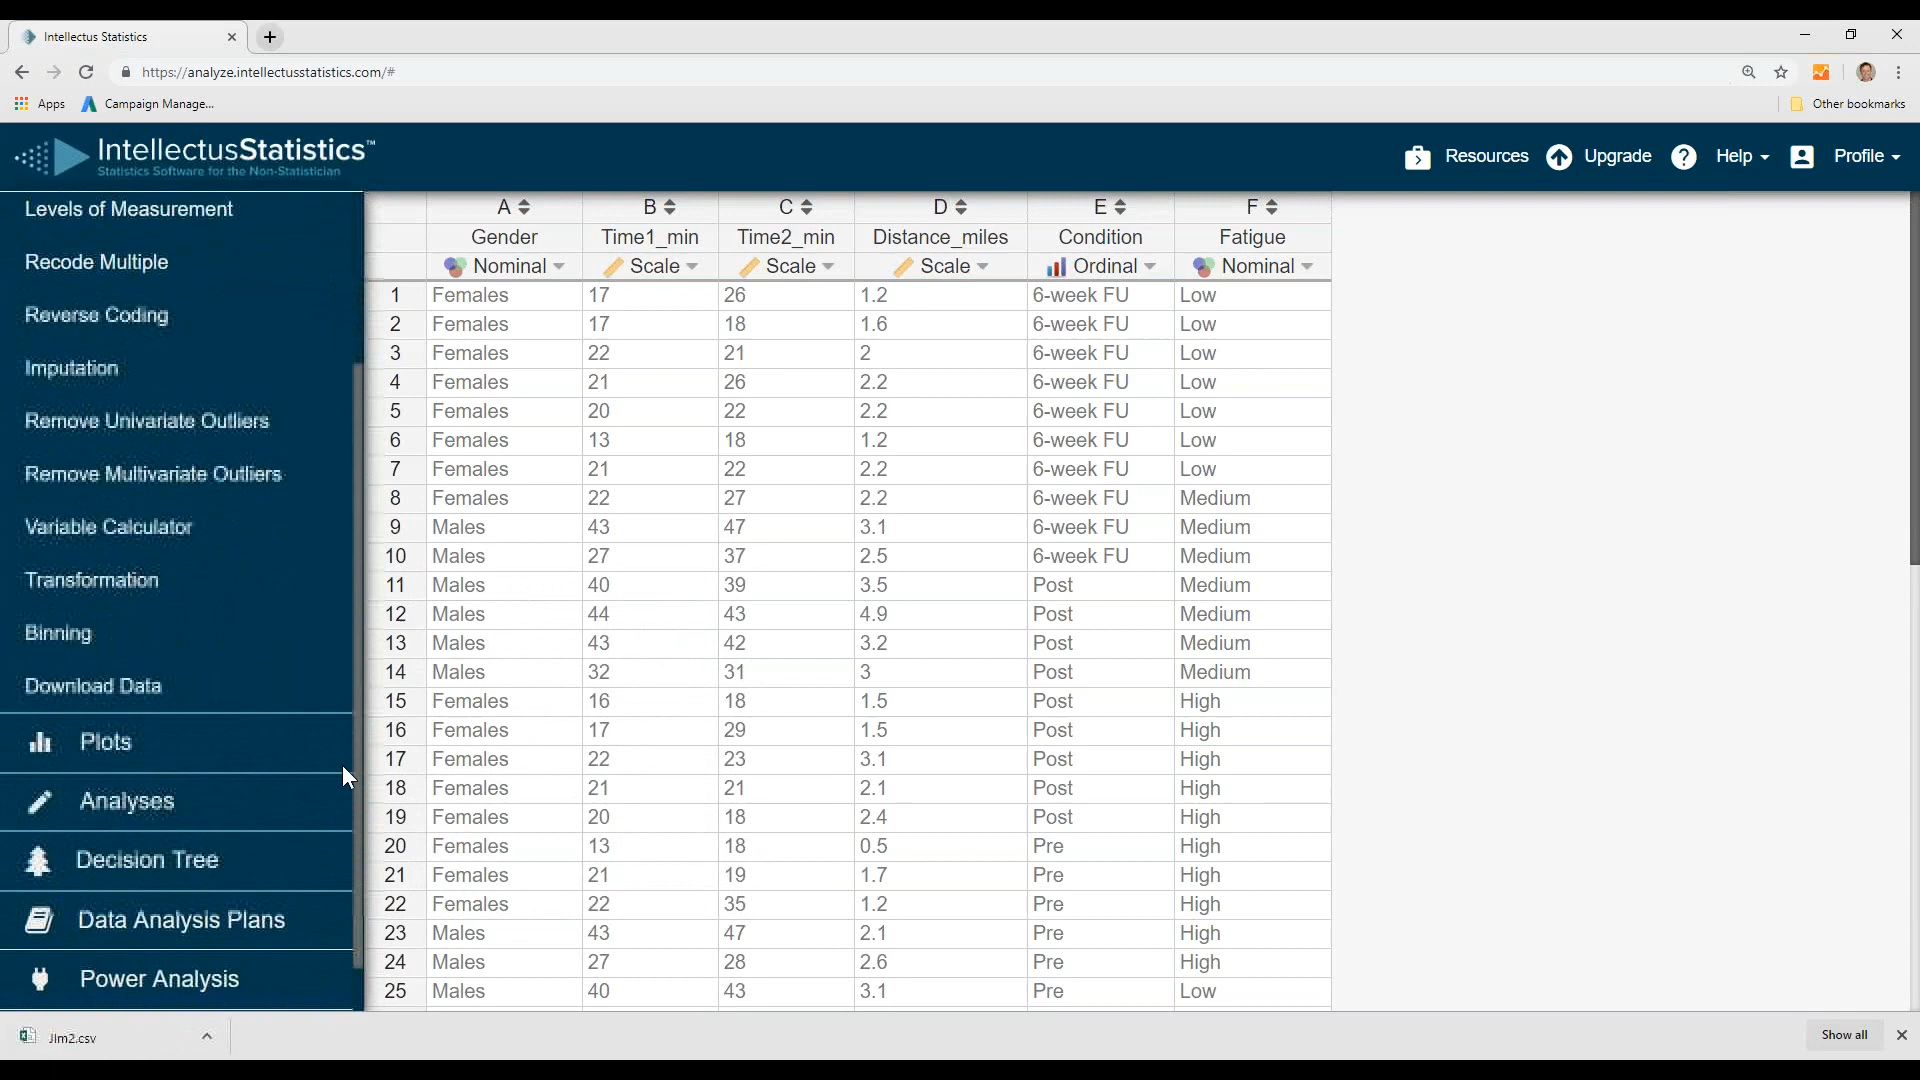 Intellectus Statistics
https://analyze.intellectusstatistics.com/#
Apps
Campaign Manage...
Other bookmarks
IntellectusStatistics™
Statistics Software for the Non-Statistician
Resources
Upgrade
Help
Profile
Levels of Measurement
Recode Multiple
Reverse Coding
Imputation
Remove Univariate Outliers
Remove Multivariate Outliers
Variable Calculator
Transformation
Binning
Download Data
Plots
Analyses
Decision Tree
Data Analysis Plans
Power Analysis
A B C D E F
Gender Time1_min Time2_min Distance_miles Condition Fatigue
Nominal Scale Scale Scale Ordinal Nominal
1 Females 17 26 1.2 6-week FU Low
2 Females 17 18 1.6 6-week FU Low
3 Females 22 21 2 6-week FU Low
4 Females 21 26 2.2 6-week FU Low
5 Females 20 22 2.2 6-week FU Low
6 Females 13 18 1.2 6-week FU Low
7 Females 21 22 2.2 6-week FU Low
8 Females 22 27 2.2 6-week FU Medium
9 Males 43 47 3.1 6-week FU Medium
10 Males 27 37 2.5 6-week FU Medium
11 Males 40 39 3.5 Post Medium
12 Males 44 43 4.9 Post Medium
13 Males 43 42 3.2 Post Medium
14 Males 32 31 3 Post Medium
15 Females 16 18 1.5 Post High
16 Females 17 29 1.5 Post High
17 Females 22 23 3.1 Post High
18 Females 21 21 2.1 Post High
19 Females 20 18 2.4 Post High
20 Females 13 18 0.5 Pre High
21 Females 21 19 1.7 Pre High
22 Females 22 35 1.2 Pre High
23 Males 43 47 2.1 Pre High
24 Males 27 28 2.6 Pre High
25 Males 40 43 3.1 Pre Low
JIm2.csv
Show all